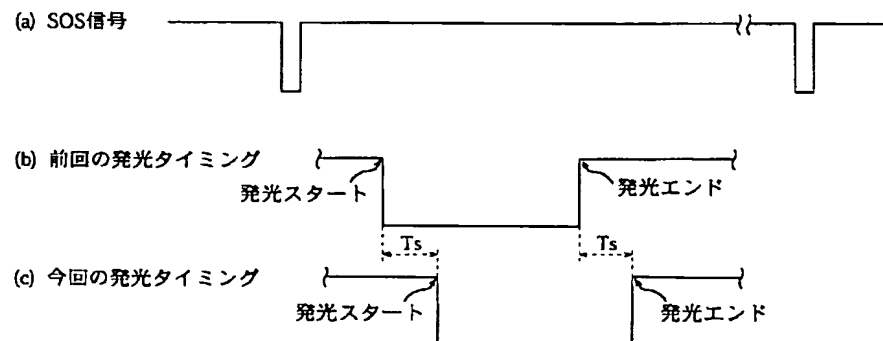 (a) SOS信号
(b) 前回の発光タイミング
発光スタート
発光エンド
Ts
Ts
(c) 今回の発光タイミング
発光スタート
発光エンド